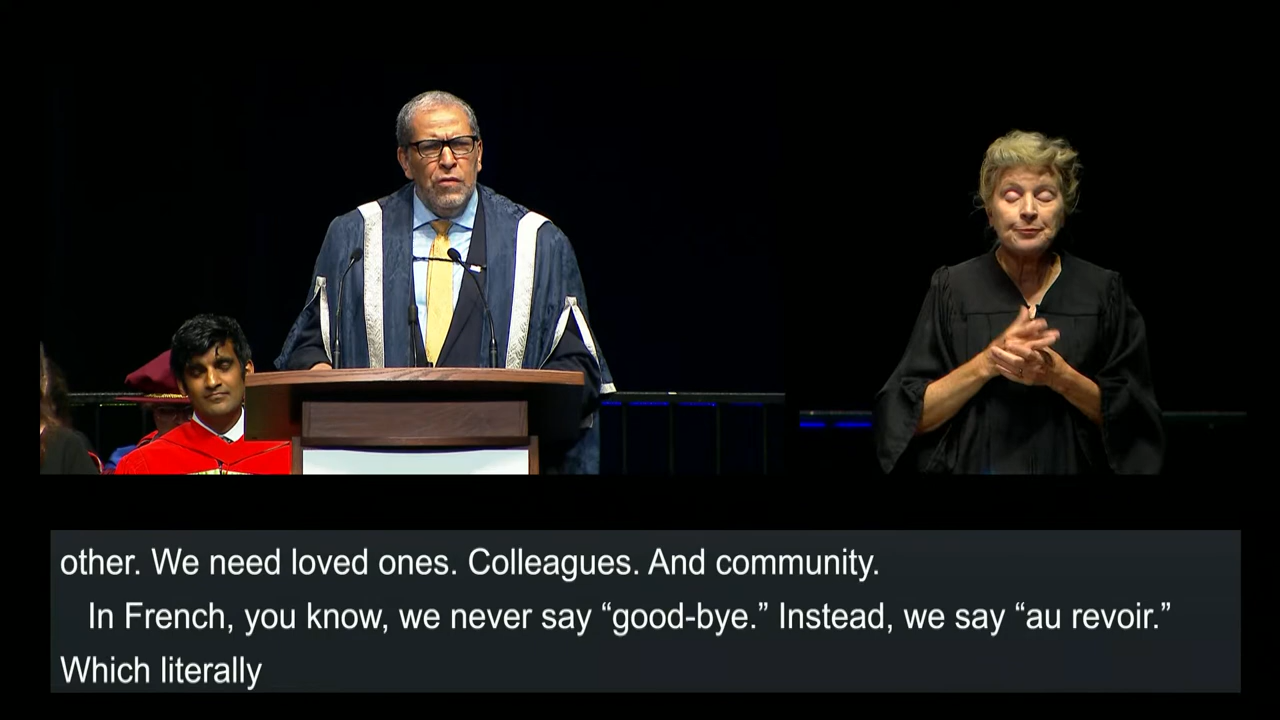 other. We need loved ones. Colleagues. And community.
In French, you know, we never say “good-bye.” Instead, we say “au revoir.”
Which literally